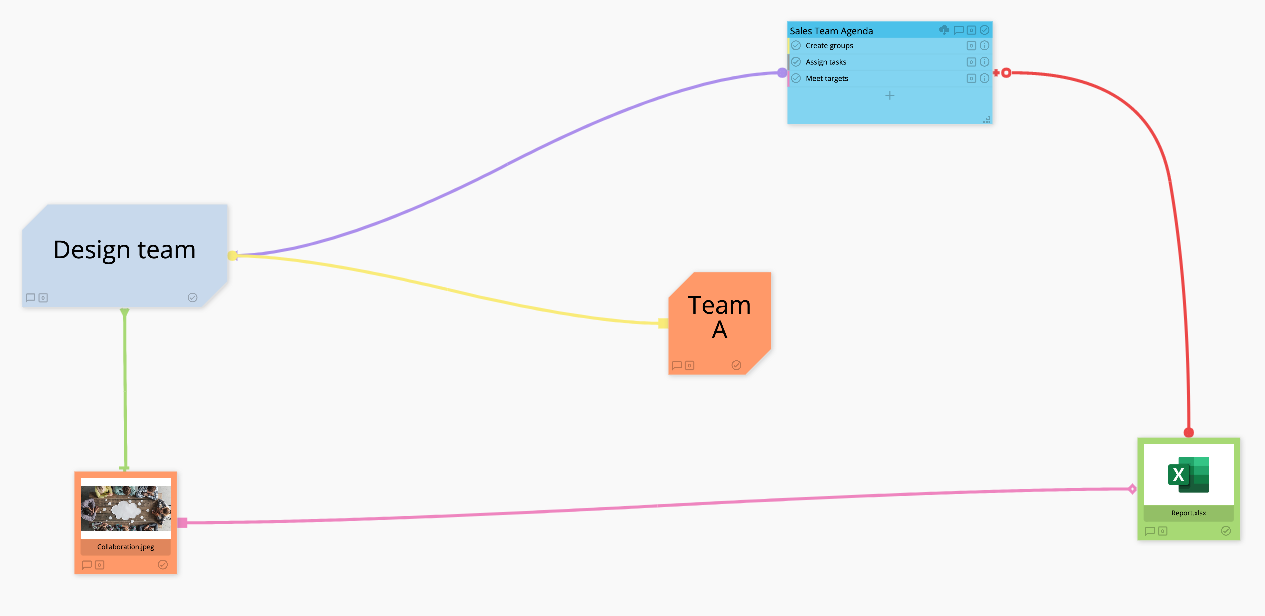 Sales Team Agenda
Create groups
Assign tasks
Meet targets
Design team
Team
A
X
Report.xlsx
Collaboration.jpeg